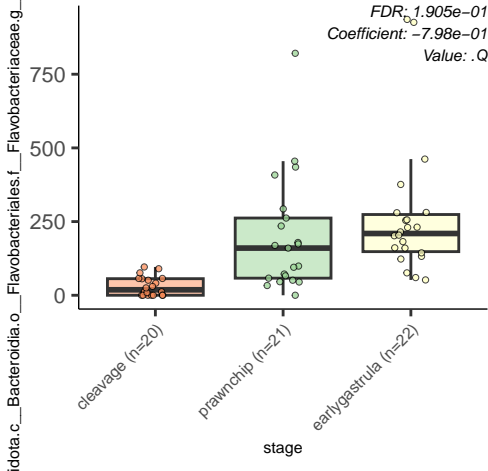 FDR: 1.905e−01
Coefficient: −7.98e−01
Value: .Q
idota.c__Bacteroidia.o__Flavobacteriales.f__Flavobacteriaceae.g_
750
500
250
0
cleavage (n=20)
prawnchip (n=21)
earlygastrula (n=22)
stage